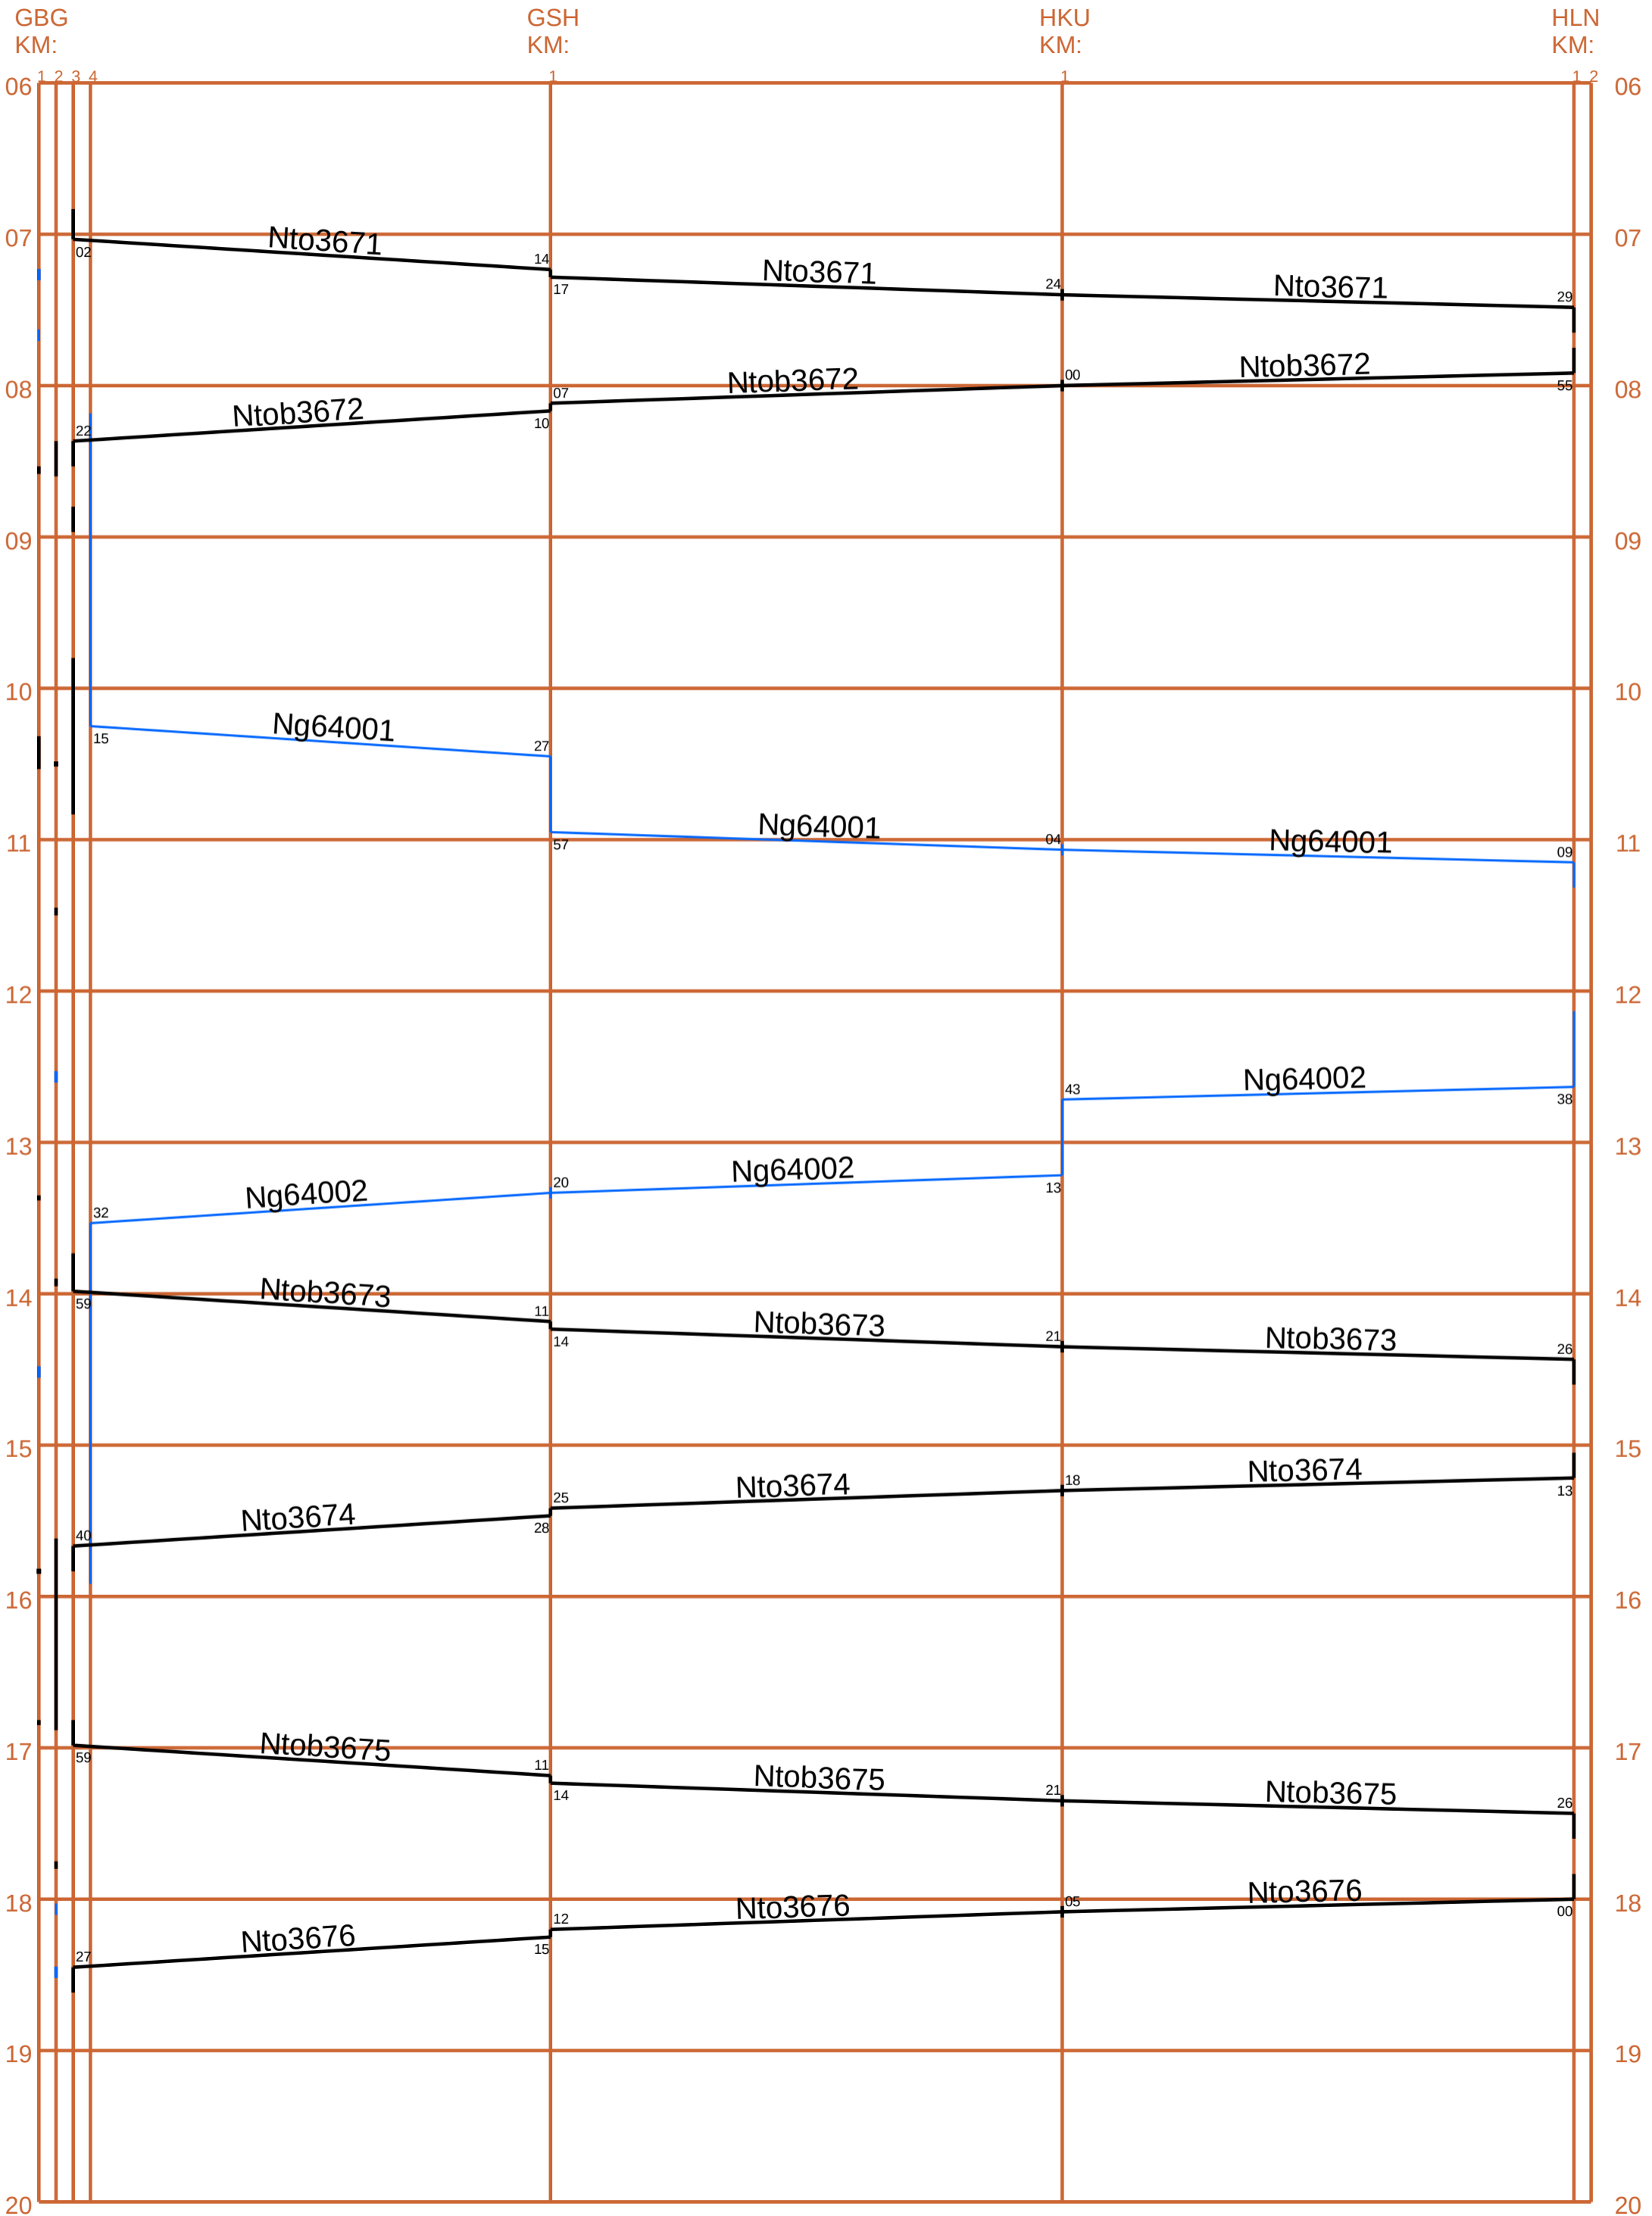 GBG GSH HKU HLN
KM: KM: KM: KM:
1 2 3 4 1 1 1 2
06 06
07 Nto3671 07
02 14 Nto3671
17 24 Nto3671 29
Ntob3672
08 Ntob3672 00 55 08
Ntob3672 07
22 10
09 09
10 10
15 Ng64001 27
Ng64001
11 57 04 Ng64001 09 11
12 12
43 Ng64002 38
13 13
Ng64002 20 Ng64002 13
32
14 Ntob3673 14
59 11 Ntob3673
14 21 Ntob3673 26
15 15
25 Nto3674 18 Nto3674 13
40 Nto3674 28
16 16
17 Ntob3675 17
59 11 Ntob3675
14 21 Ntob3675 26
18 Nto3676 18
12 Nto3676 05 00
27 Nto3676 15
19 19
20 20